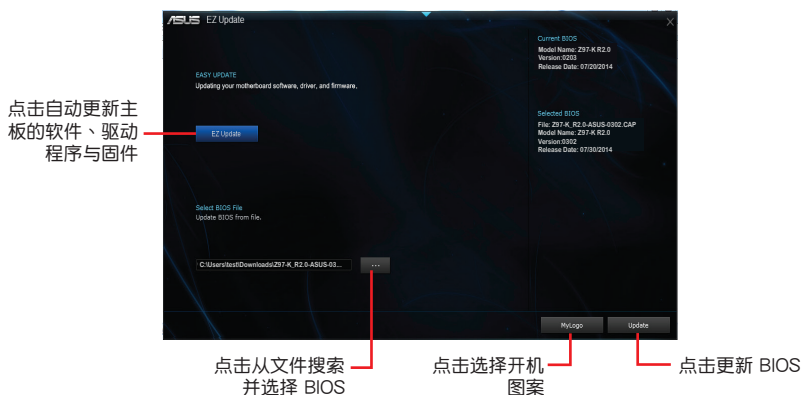 ASUS EZ Update
X
Current BIOS
Model Name: Z97-K R2.0
Version:0203
Release Date: 07/20/2014
EASY UPDATE
Updating your motherboard software, driver, and firmware.
点击自动更新主
板的软件、驱动
程序与固件
EZ Update
Selected BIOS
File: Z97-K_R2.0-ASUS-0302.CAP
Model Name: Z97-K R2.0
Version:0302
Release Date: 07/30/2014
Select BIOS File
Update BIOS from file.
C:\Users\test\Downloads\Z97-K_R2.0-ASUS-03...
...
MyLogo
Update
点击从文件搜索
并选择 BIOS
点击选择开机
图案
点击更新 BIOS